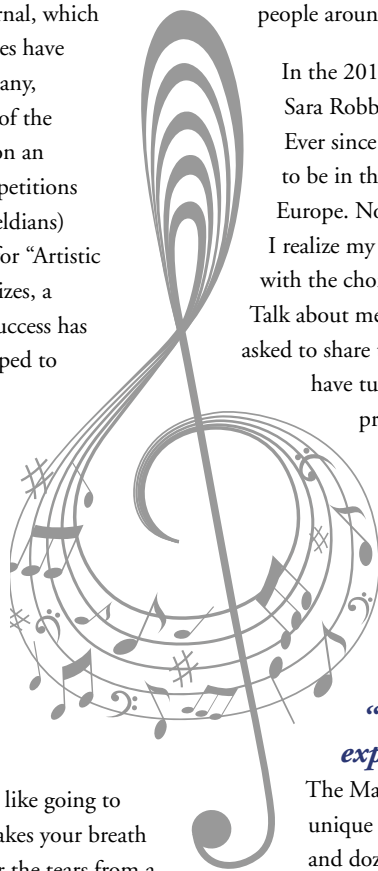 rnal, which
es have
any,
of the
on an
petitions
eldians)
for “Artistic
izes, a
uccess has
ped to
like going to
akes your breath
r the tears from a
people aroun
In the 201
Sara Robb
Ever since
to be in th
Europe. No
I realize my
with the cho
Talk about me
asked to share
have tu
pr
“
exp
The Ma
unique
and doz